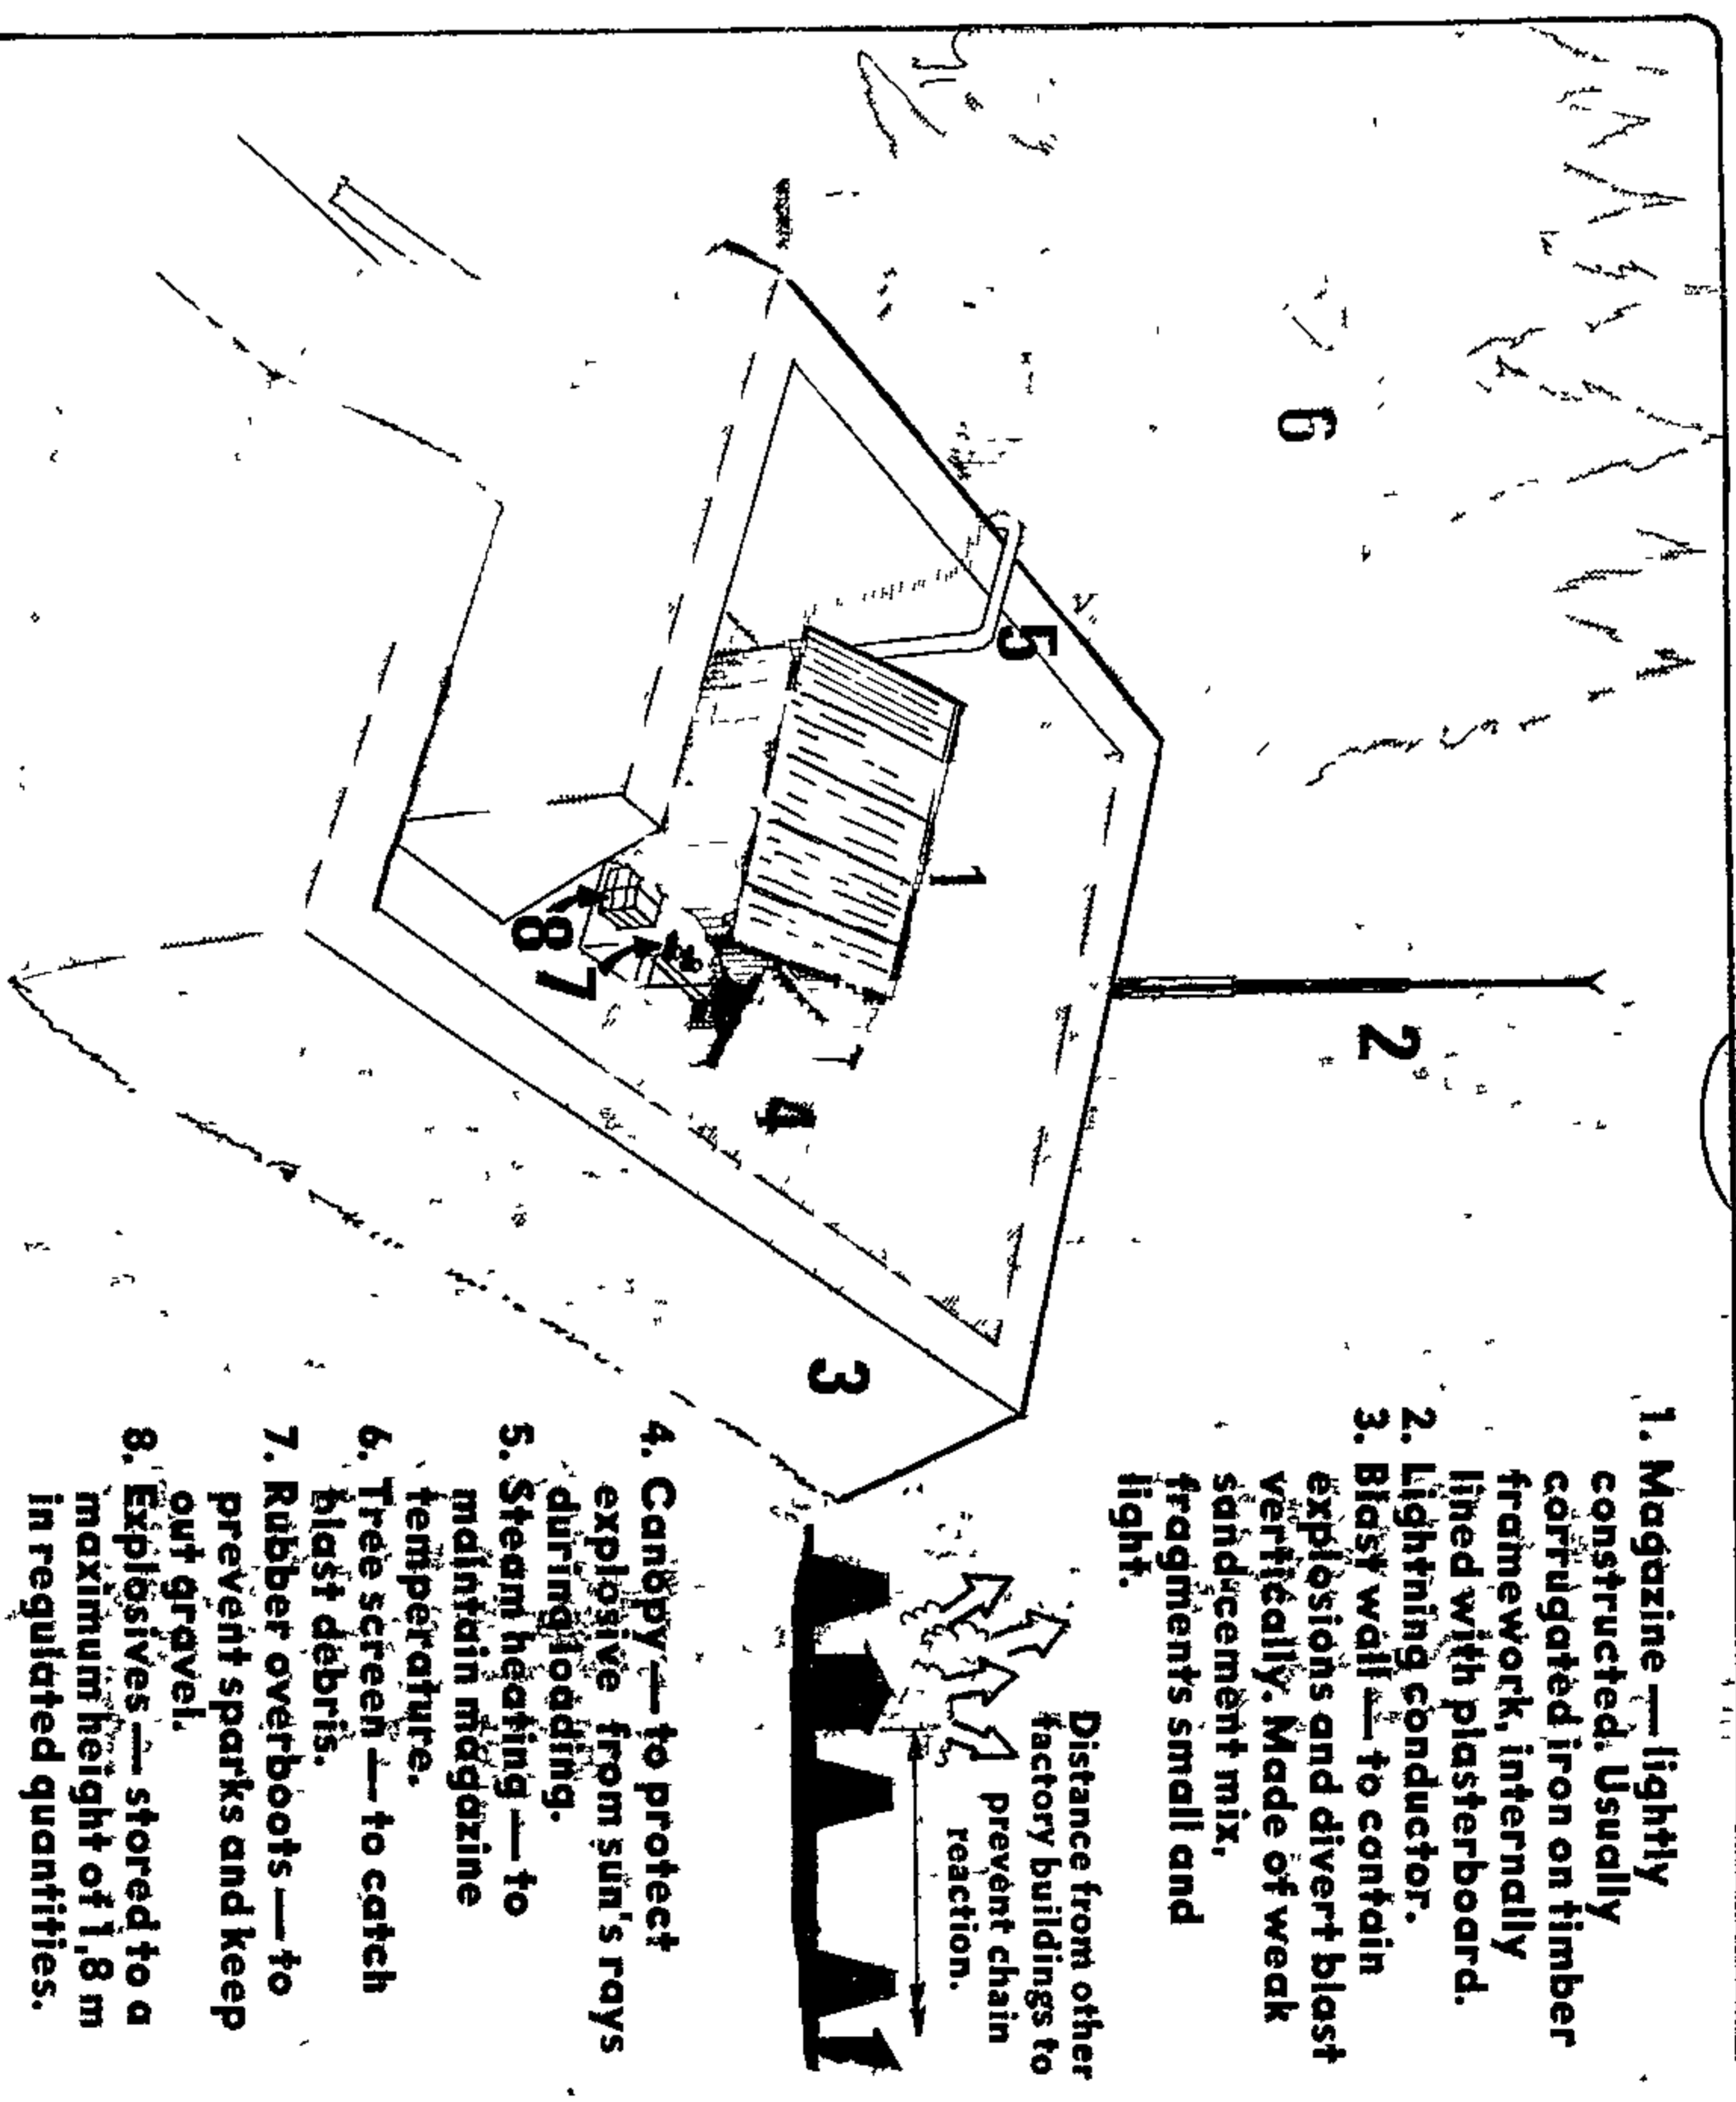 1. Magazine — lightly
constructed. Usually
corrugated iron on timber
framework, internally
lined with plasterboard.
2. Lightning conductor.
3. Blast wall — to contain
explosions and divert blast
vertically. Made of weak
sand/cement mix,
fragments small and
light.
Distance from other
factory buildings to
prevent chain
reaction.
4. Canopy — to protect
explosive from sun's rays
during loading.
5. Steam heating — to
maintain magazine
temperature.
6. Tree screen — to catch
blast debris.
7. Rubber overboots — to
prevent sparks and keep
out gravel.
8. Explosives — stored to a
maximum height of 1,8 m
in regulated quantities.
6
5
1
2
8
7
4
3